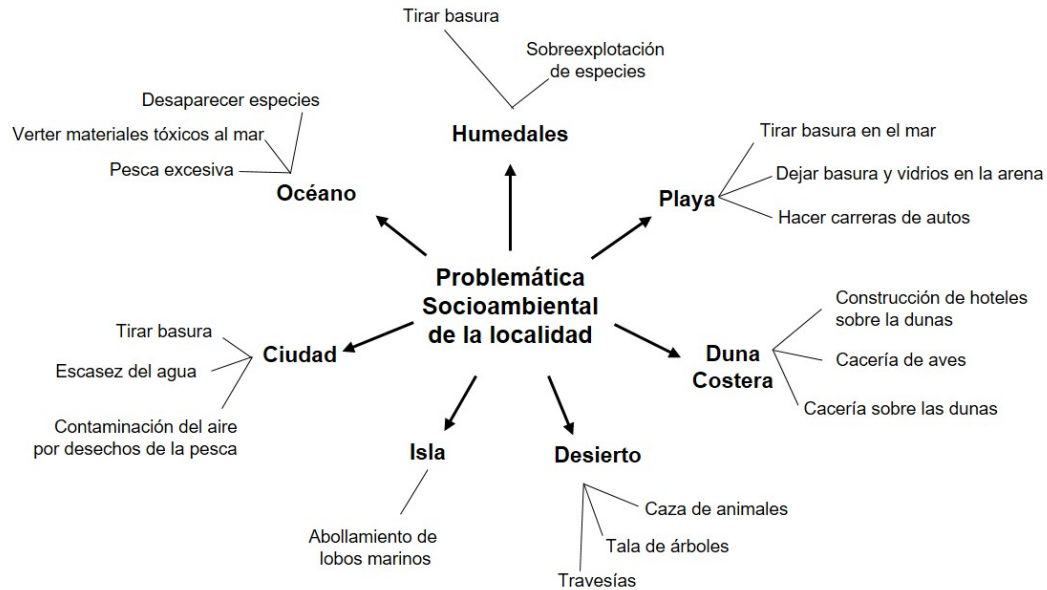 Tirar basura
Sobreexplotación
de especies
Humedales
Desaparecer especies
Verter materiales tóxicos al mar
Pesca excesiva
Océano
Tirar basura en el mar
Dejar basura y vidrios en la arena
Hacer carreras de autos
Playa
Problemática
Socioambiental
de la localidad
Tirar basura
Escasez del agua
Contaminación del aire
por desechos de la pesca
Ciudad
Construcción de hoteles
sobre la dunas
Cacería de aves
Cacería sobre las dunas
Duna
Costera
Isla
Abollamiento de
lobos marinos
Desierto
Caza de animales
Tala de árboles
Travesías